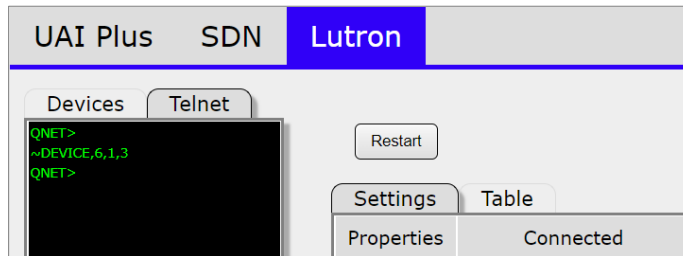 UAI Plus SDN Lutron
Devices Telnet
QNET>
~DEVICE,6,1,3
QNET>
Restart
Settings Table
Properties Connected